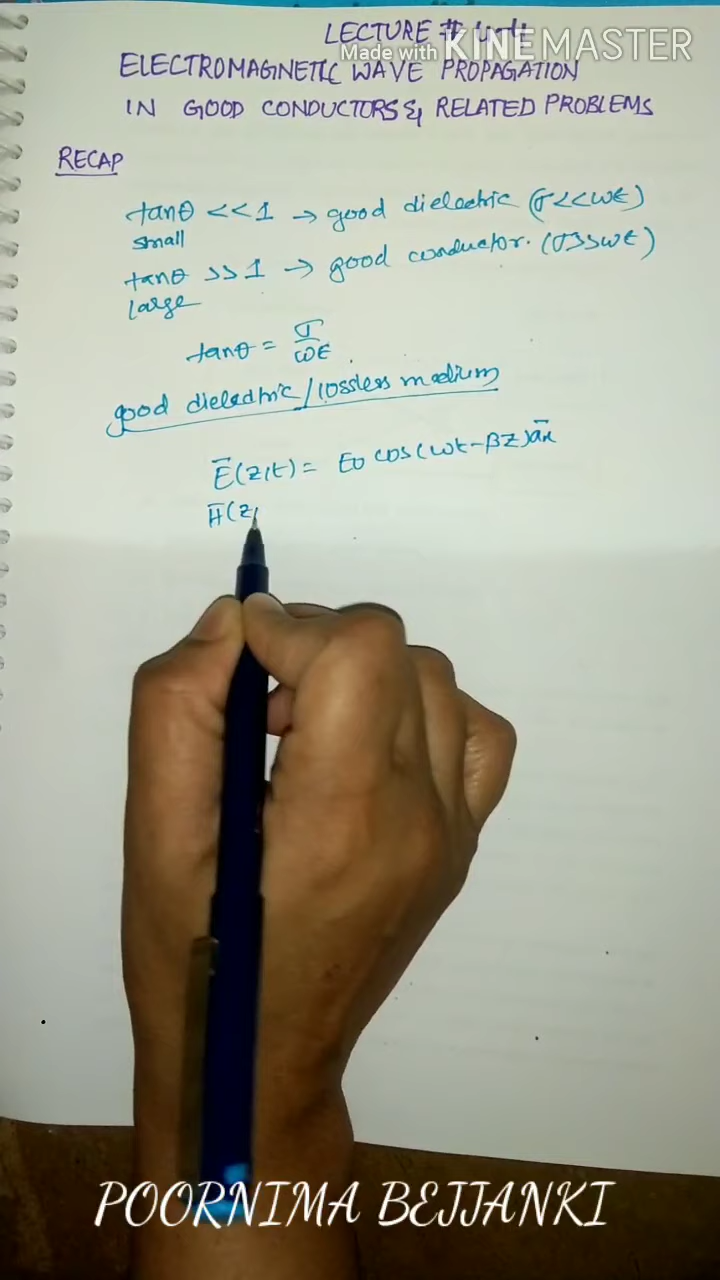 LECTURE #
Made with KINEMASTER
ELECTROMAGNETIC WAVE PROPAGATION
IN GOOD CONDUCTORS & RELATED PROBLEMS
RECAP
tanθ << 1 → good dielectric (σ<<ωε)
small
tanθ >> 1 → good conductor. (σ>>ωε)
large
tanθ = σ/ωε
good dielectric / lossless medium
E̅(z,t) = E0 cos(ωt-βz) a̅x
H̅(z,
POORNIMA BEJJANKI